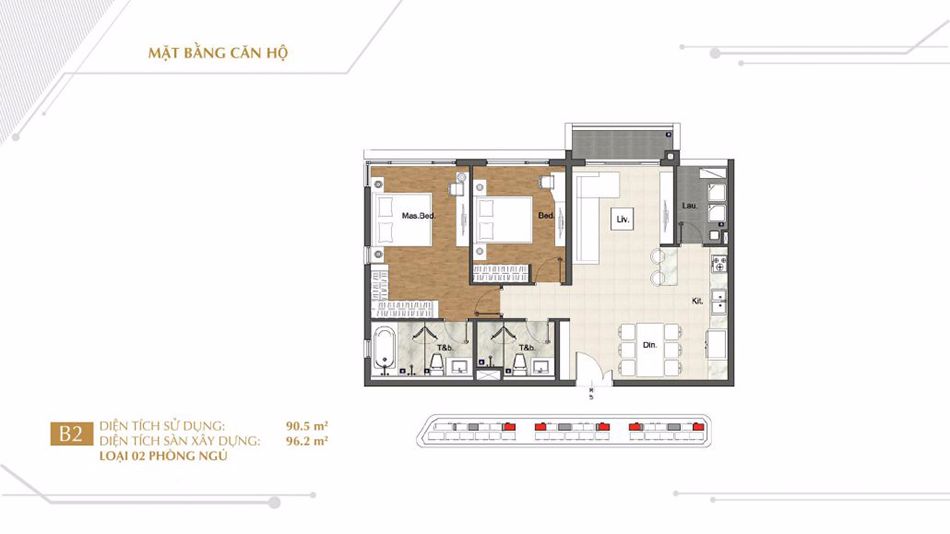 MẶT BẰNG CĂN HỘ
Mas.Bed.
Bed.
Liv.
Lau.
Kit.
T&b.
T&b.
Din.
B2
DIỆN TÍCH SỬ DỤNG: 90.5 m²
DIỆN TÍCH SÀN XÂY DỰNG: 96.2 m²
LOẠI 02 PHÒNG NGỦ